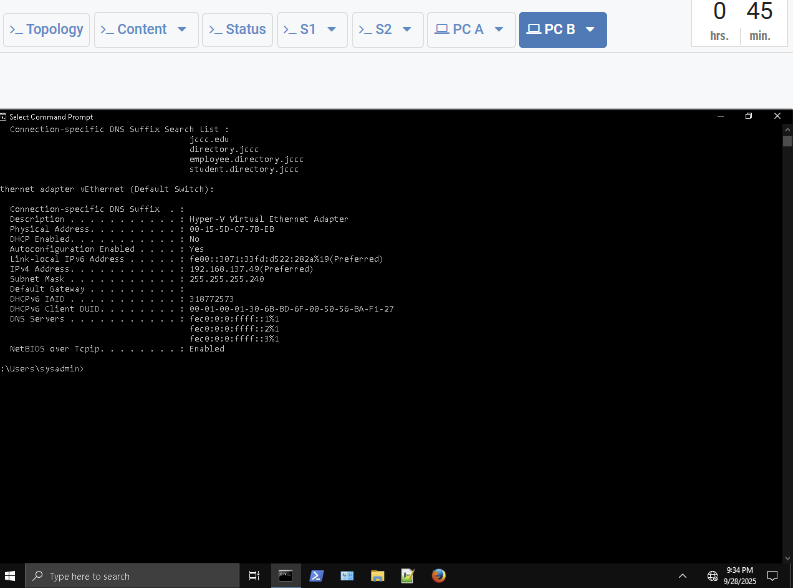 >_ Topology >_ Content >_ Status >_ S1 >_ S2 PC A PC B
0 45
hrs. min.
Select Command Prompt
Connection-specific DNS Suffix Search List :
jccc.edu
directory.jccc
employee.directory.jccc
student.directory.jccc
thernet adapter vEthernet (Default Switch):
Connection-specific DNS Suffix . :
Description . . . . . . . . . . . : Hyper-V Virtual Ethernet Adapter
Physical Address. . . . . . . . . : 00-15-5D-C7-7B-EB
DHCP Enabled. . . . . . . . . . . : No
Autoconfiguration Enabled . . . . : Yes
Link-local IPv6 Address . . . . . : fe80::3071:33fd:d522:202a%19(Preferred)
IPv4 Address. . . . . . . . . . . : 192.168.137.49(Preferred)
Subnet Mask . . . . . . . . . . . : 255.255.255.240
Default Gateway . . . . . . . . . :
DHCPv6 IAID . . . . . . . . . . . : 318772573
DHCPv6 Client DUID. . . . . . . . : 00-01-00-01-30-6B-BD-6F-00-50-56-BA-F1-27
DNS Servers . . . . . . . . . . . : fec0:0:0:ffff::1%1
fec0:0:0:ffff::2%1
fec0:0:0:ffff::3%1
NetBIOS over Tcpip. . . . . . . . : Enabled
:\Users\sysadmin>
Type here to search
9:34 PM
9/28/2025